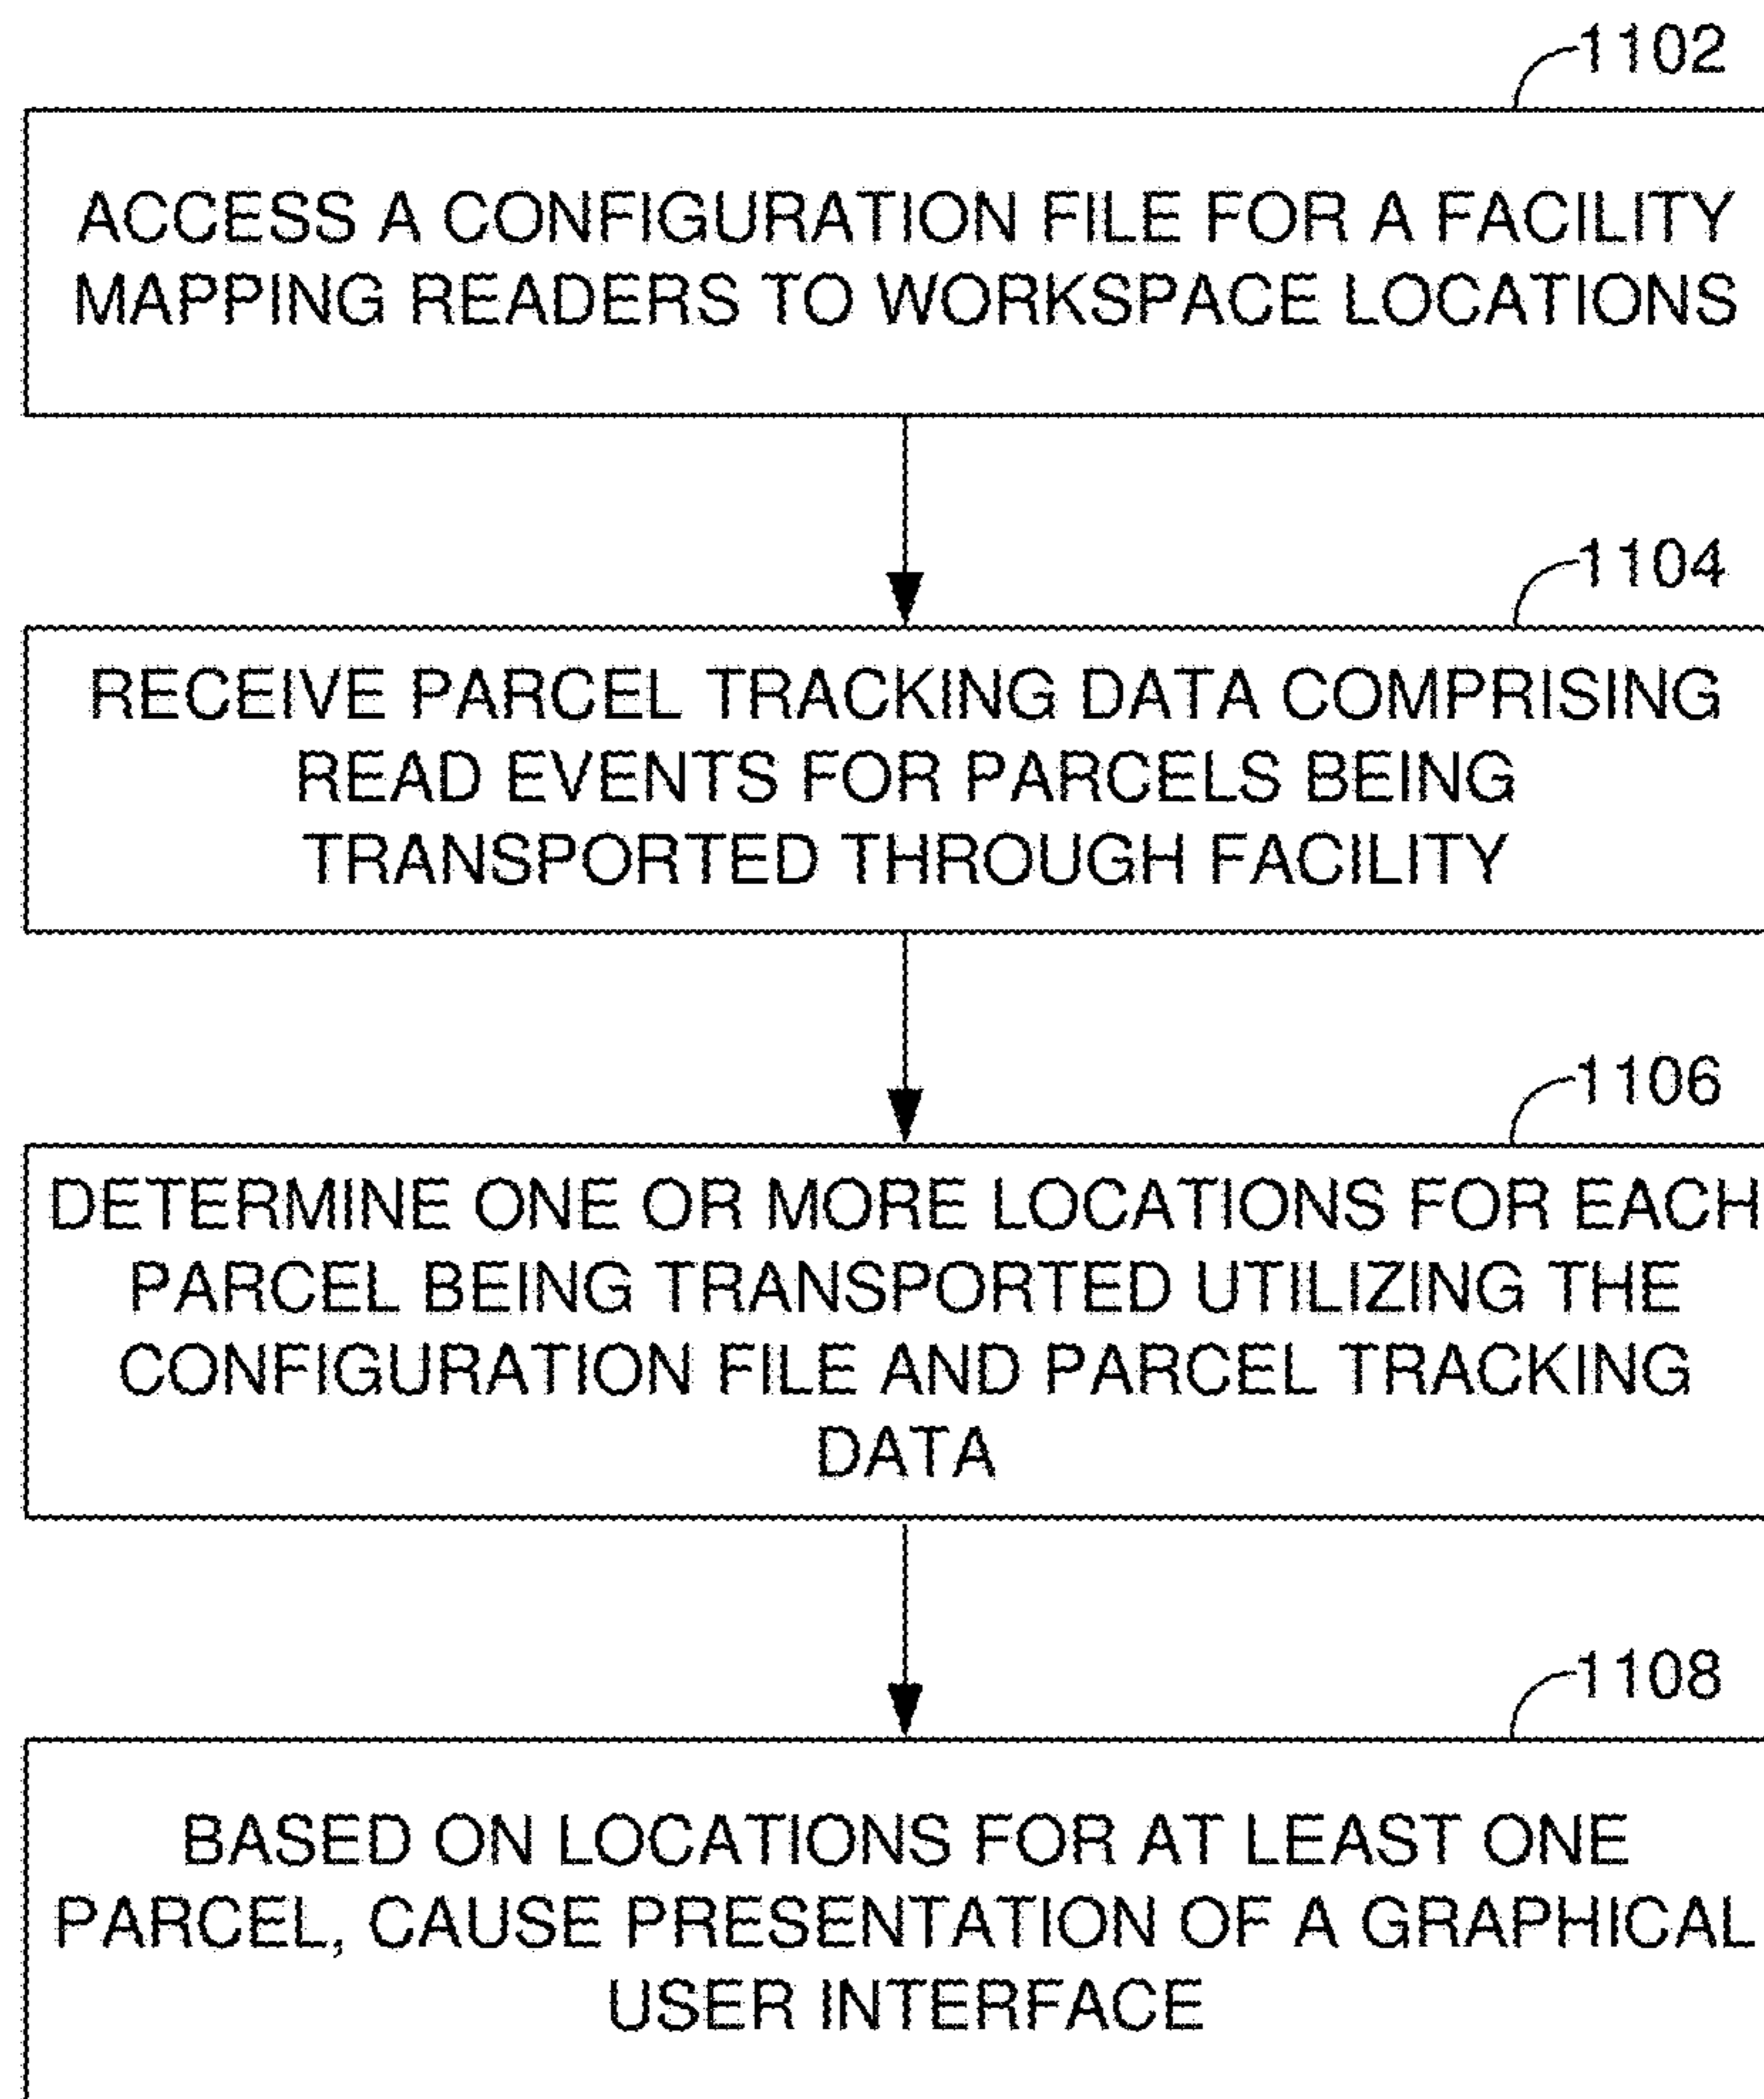 1102
ACCESS A CONFIGURATION FILE FOR A FACILITY
MAPPING READERS TO WORKSPACE LOCATIONS
1104
RECEIVE PARCEL TRACKING DATA COMPRISING
READ EVENTS FOR PARCELS BEING
TRANSPORTED THROUGH FACILITY
1106
DETERMINE ONE OR MORE LOCATIONS FOR EACH
PARCEL BEING TRANSPORTED UTILIZING THE
CONFIGURATION FILE AND PARCEL TRACKING
DATA
1108
BASED ON LOCATIONS FOR AT LEAST ONE
PARCEL, CAUSE PRESENTATION OF A GRAPHICAL
USER INTERFACE